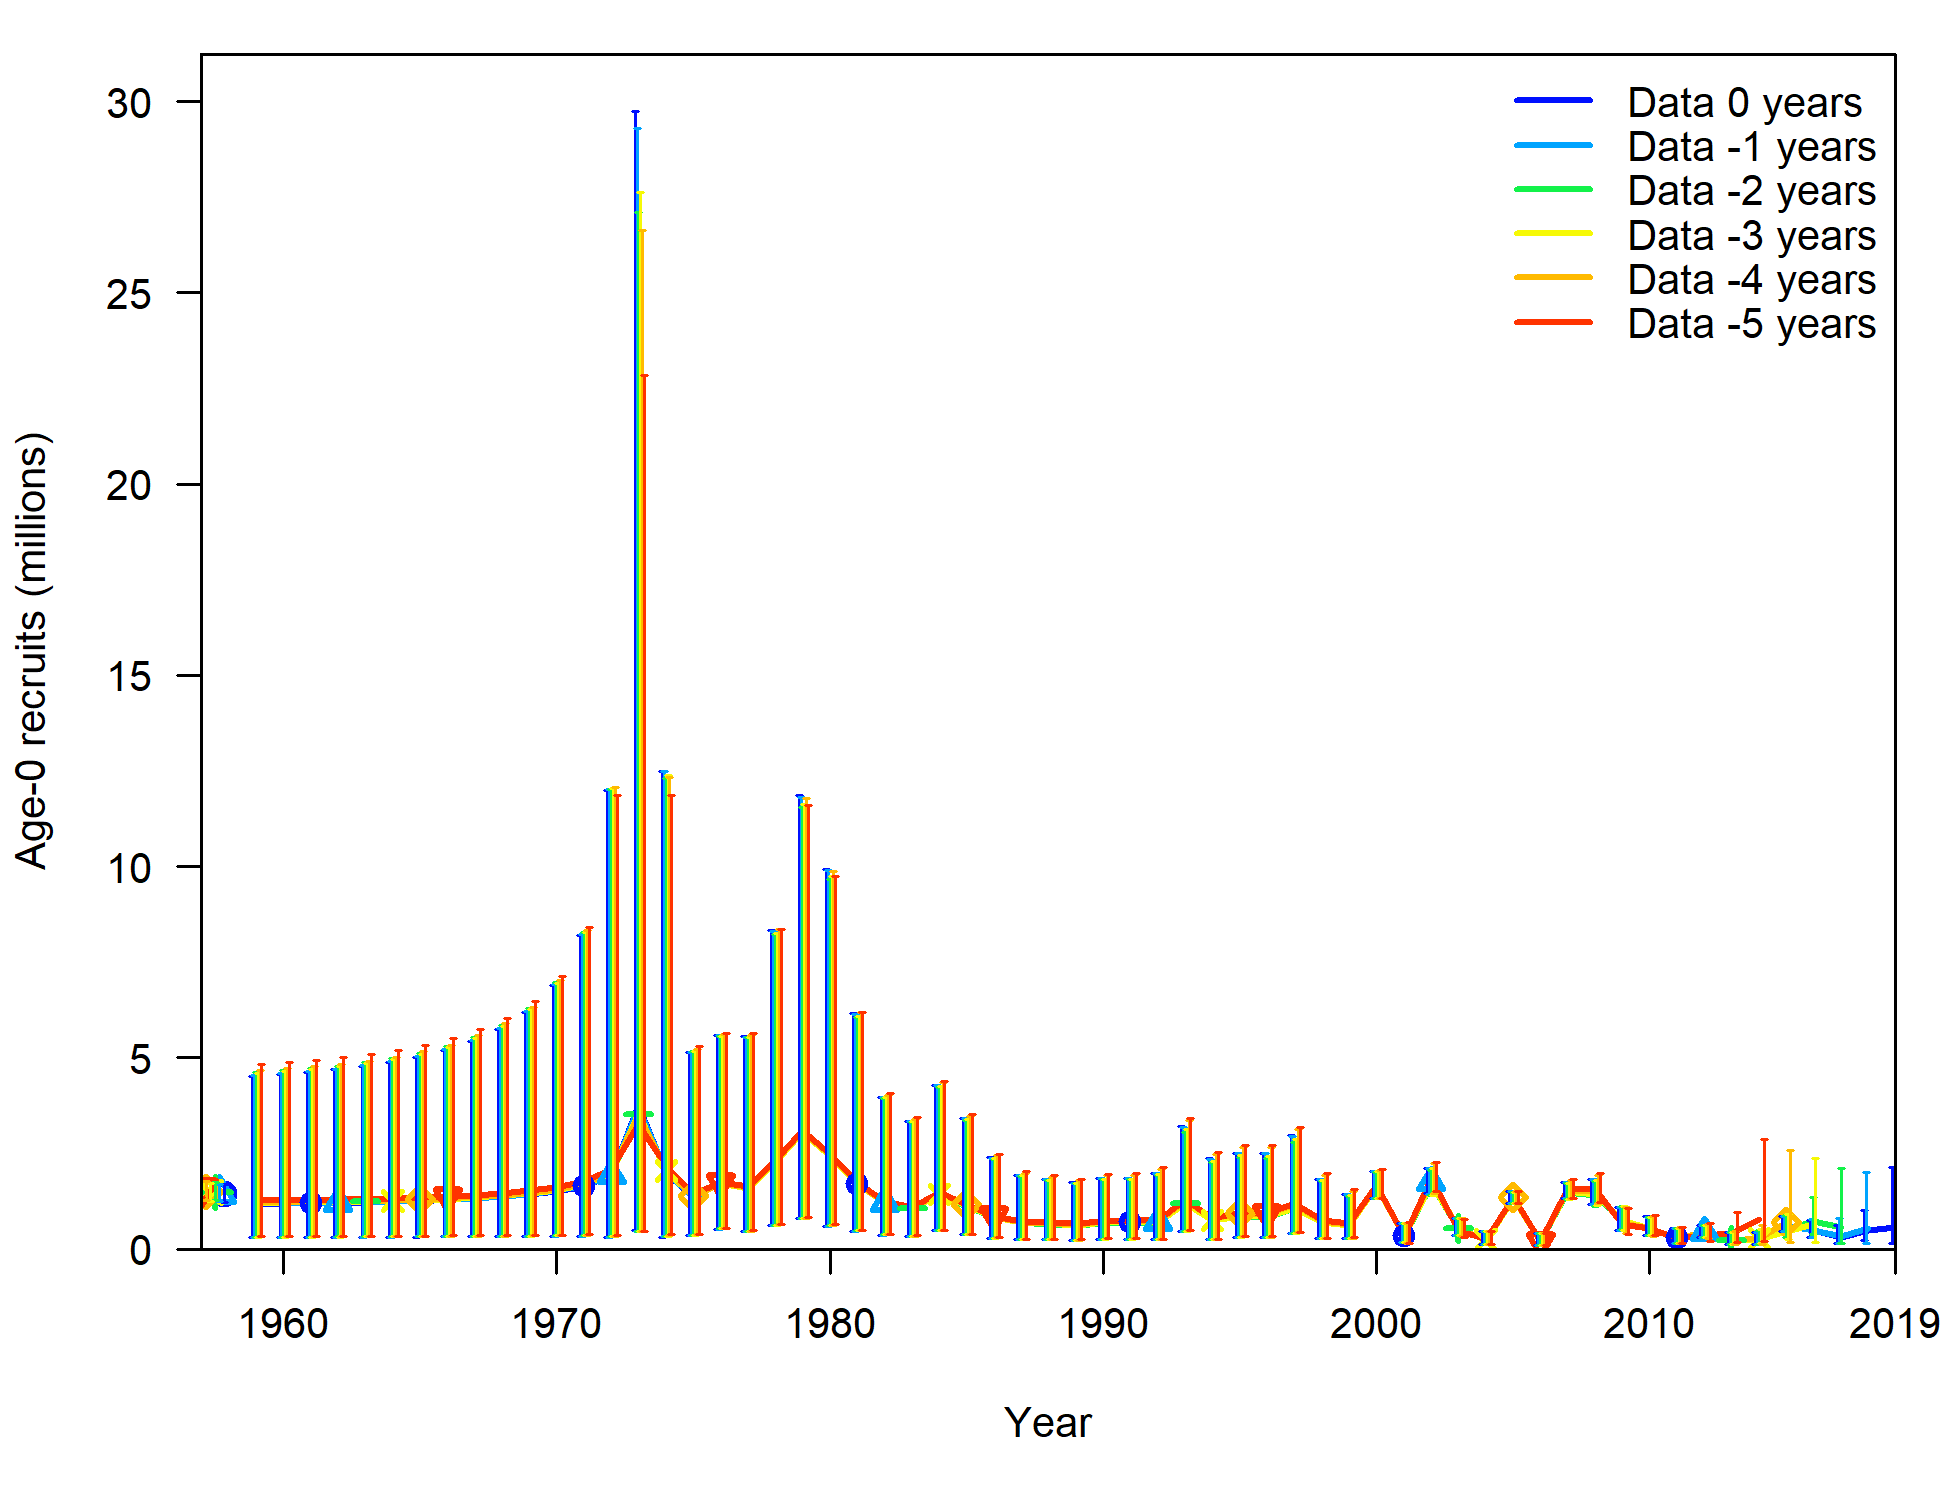 30
25
20
15
10
5
0
Age-0 recruits (millions)
Data 0 years
Data -1 years
Data -2 years
Data -3 years
Data -4 years
Data -5 years
1960 1970 1980 1990 2000 2010 2019
Year